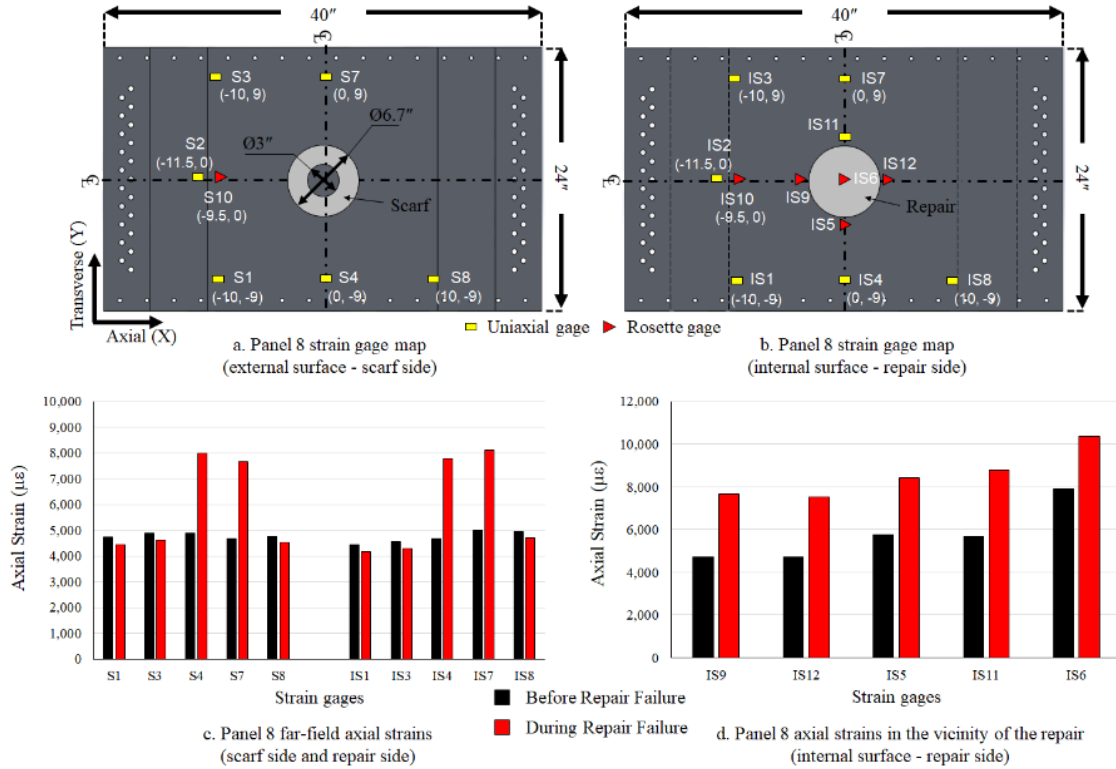 40″
40″
℄
℄
S3
(-10, 9)
S7
(0, 9)
IS3
(-10, 9)
IS7
(0, 9)
Ø6.7″
Ø3″
IS11
S2
(-11.5, 0)
IS2
(-11.5, 0)
IS12
℄
24″
℄
24″
S10
(-9.5, 0)
Scarf
IS10
(-9.5, 0)
IS9
IS6
Repair
IS5
Transverse (Y)
S1
(-10, -9)
S4
(0, -9)
S8
(10, -9)
IS1
(-10, -9)
IS4
(0, -9)
IS8
(10, -9)
Axial (X)
Uniaxial gage
Rosette gage
a. Panel 8 strain gage map
(external surface - scarf side)
b. Panel 8 strain gage map
(internal surface - repair side)
Axial Strain (με)
10,000
9,000
8,000
7,000
6,000
5,000
4,000
3,000
2,000
1,000
0
S1 S3 S4 S7 S8 IS1 IS3 IS4 IS7 IS8
Strain gages
Axial Strain (με)
12,000
10,000
8,000
6,000
4,000
2,000
0
IS9 IS12 IS5 IS11 IS6
Strain gages
Before Repair Failure
During Repair Failure
c. Panel 8 far-field axial strains
(scarf side and repair side)
d. Panel 8 axial strains in the vicinity of the repair
(internal surface - repair side)